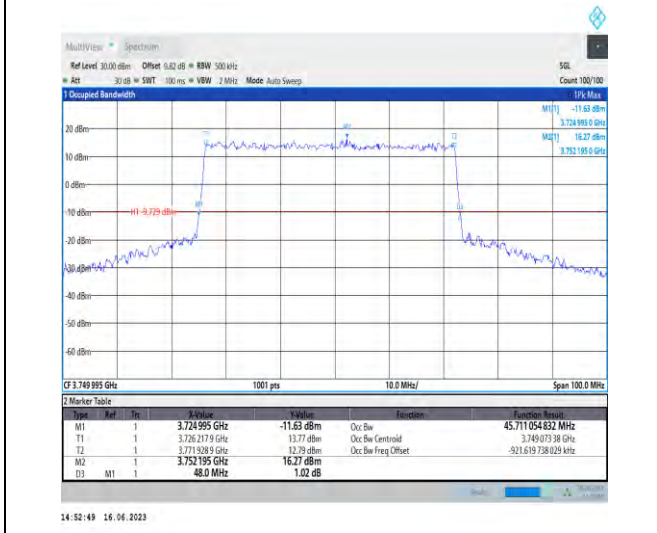 MultiView Spectrum
Ref Level 30.00 dBm Offset 0.82 dB RBW 500 kHz SGL
Att 30 dB SWT 100 ms VBW 2 MHz Mode Auto Sweep Count 100/100
1 Occupied Bandwidth 1Pk Max
M1[1] -11.63 dBm
3.724 995 0 GHz
M2[1] 16.27 dBm
3.752 195 0 GHz
20 dBm
10 dBm
0 dBm
-10 dBm
H1 -9.729 dBm
-20 dBm
-30 dBm
-40 dBm
-50 dBm
-60 dBm
CF 3.749 995 GHz 1001 pts 10.0 MHz/ Span 100.0 MHz
2 Marker Table
Type Ref Trc X-Value Y-Value Function Function Result
M1 1 3.724 995 GHz -11.63 dBm Occ Bw 45.711 054 832 MHz
T1 1 3.726 217 9 GHz 13.77 dBm Occ Bw Centroid 3.749 073 38 GHz
T2 1 3.771 928 9 GHz 12.79 dBm Occ Bw Freq Offset -921.619 738 029 kHz
M2 1 3.752 195 GHz 16.27 dBm
D3 M1 1 48.0 MHz 1.02 dB
14:52:49 16.06.2023